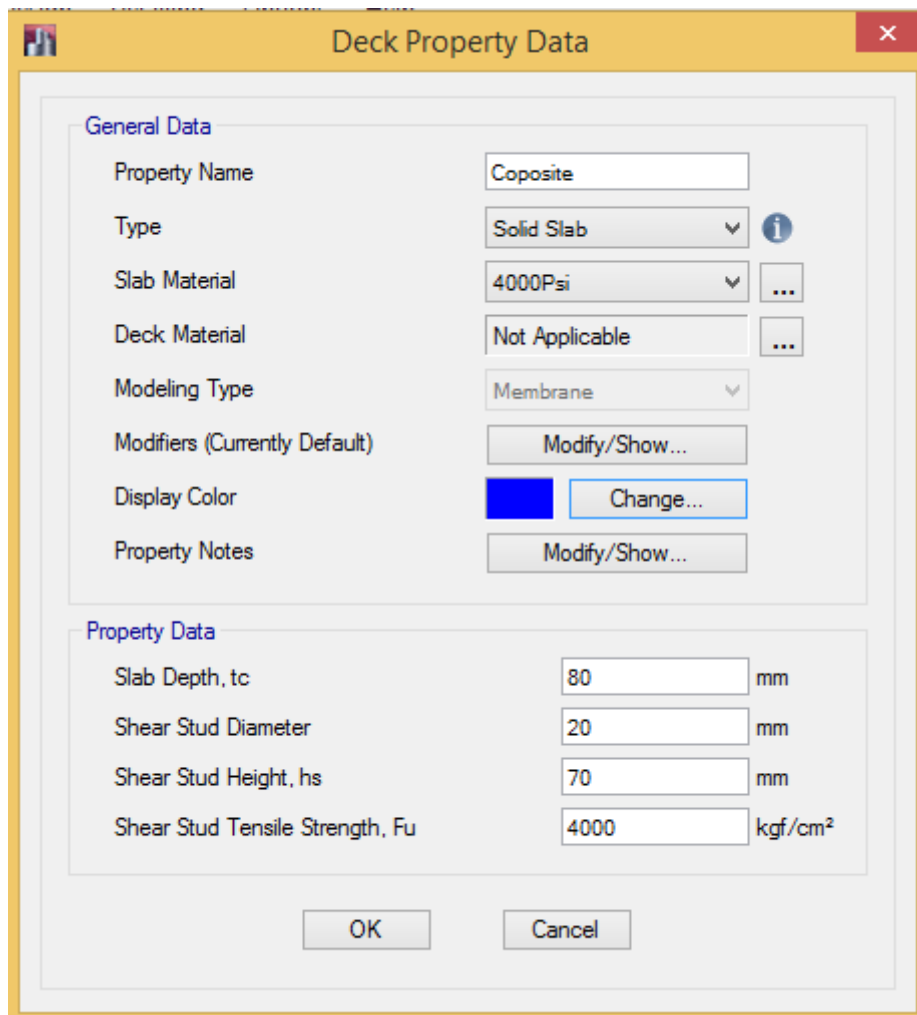 Deck Property Data
General Data
Property Name Coposite
Type Solid Slab
Slab Material 4000Psi ...
Deck Material Not Applicable ...
Modeling Type Membrane
Modifiers (Currently Default) Modify/Show...
Display Color Change...
Property Notes Modify/Show...
Property Data
Slab Depth, tc 80 mm
Shear Stud Diameter 20 mm
Shear Stud Height, hs 70 mm
Shear Stud Tensile Strength, Fu 4000 kgf/cm²
OK Cancel